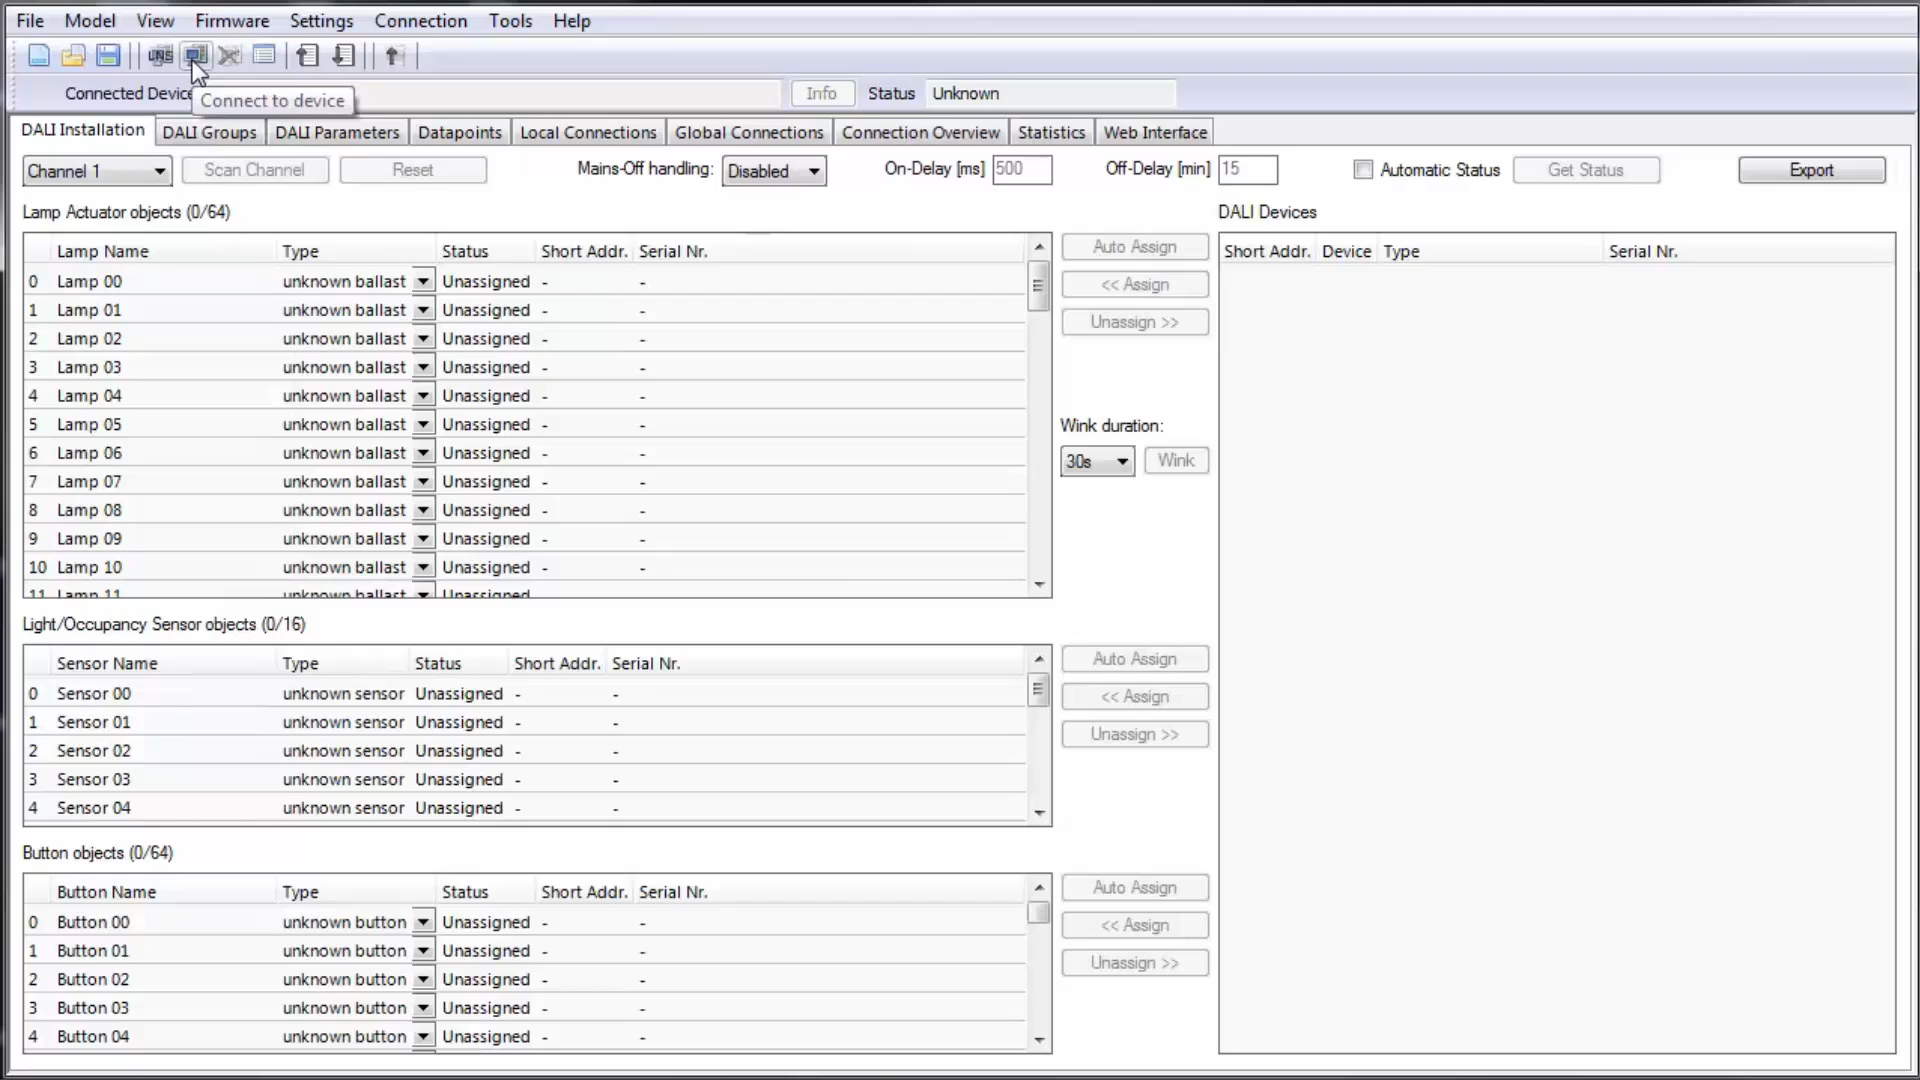 File Model View Firmware Settings Connection Tools Help
LNS
Connected Device
Connect to device
Info Status Unknown
DALI Installation DALI Groups DALI Parameters Datapoints Local Connections Global Connections Connection Overview Statistics Web Interface
Channel 1 Scan Channel Reset Mains-Off handling: Disabled On-Delay [ms] 500 Off-Delay [min] 15 Automatic Status Get Status Export
Lamp Actuator objects (0/64)
Lamp Name Type Status Short Addr. Serial Nr.
0 Lamp 00 unknown ballast Unassigned - -
1 Lamp 01 unknown ballast Unassigned - -
2 Lamp 02 unknown ballast Unassigned - -
3 Lamp 03 unknown ballast Unassigned - -
4 Lamp 04 unknown ballast Unassigned - -
5 Lamp 05 unknown ballast Unassigned - -
6 Lamp 06 unknown ballast Unassigned - -
7 Lamp 07 unknown ballast Unassigned - -
8 Lamp 08 unknown ballast Unassigned - -
9 Lamp 09 unknown ballast Unassigned - -
10 Lamp 10 unknown ballast Unassigned - -
11 Lamp 11 unknown ballast Unassigned
Auto Assign
<< Assign
Unassign >>
Wink duration:
30s Wink
DALI Devices
Short Addr. Device Type Serial Nr.
Light/Occupancy Sensor objects (0/16)
Sensor Name Type Status Short Addr. Serial Nr.
0 Sensor 00 unknown sensor Unassigned - -
1 Sensor 01 unknown sensor Unassigned - -
2 Sensor 02 unknown sensor Unassigned - -
3 Sensor 03 unknown sensor Unassigned - -
4 Sensor 04 unknown sensor Unassigned - -
Auto Assign
<< Assign
Unassign >>
Button objects (0/64)
Button Name Type Status Short Addr. Serial Nr.
0 Button 00 unknown button Unassigned - -
1 Button 01 unknown button Unassigned - -
2 Button 02 unknown button Unassigned - -
3 Button 03 unknown button Unassigned - -
4 Button 04 unknown button Unassigned - -
Auto Assign
<< Assign
Unassign >>